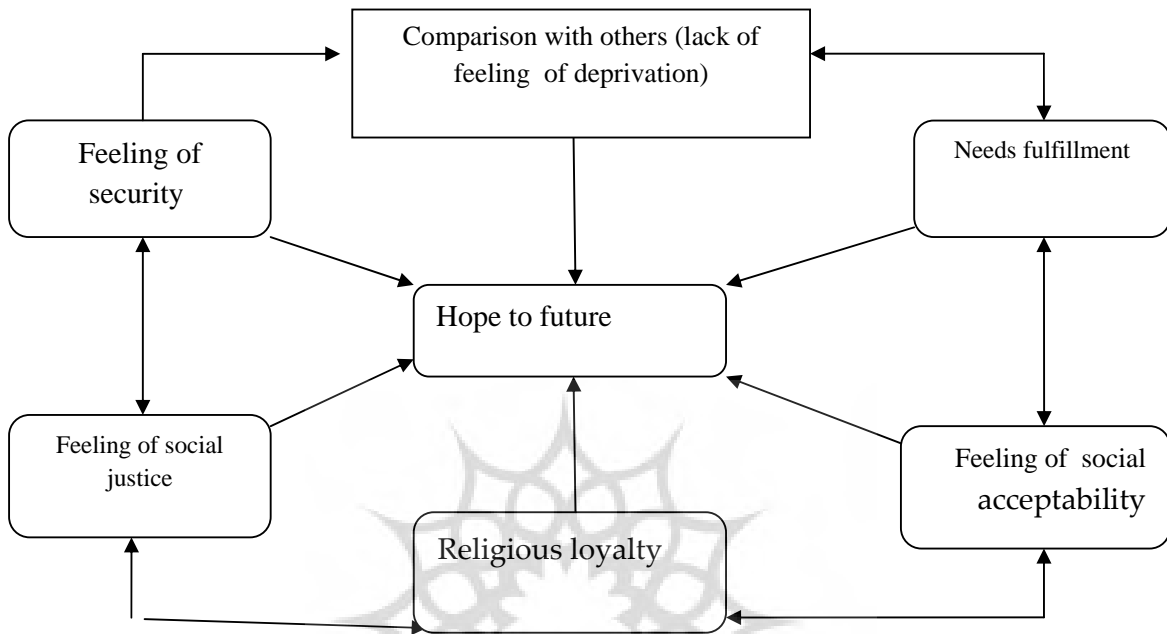 Comparison with others (lack of
feeling of deprivation)
Feeling of
security
Needs fulfillment
Hope to future
Feeling of social
justice
Feeling of social
acceptability
Religious loyalty